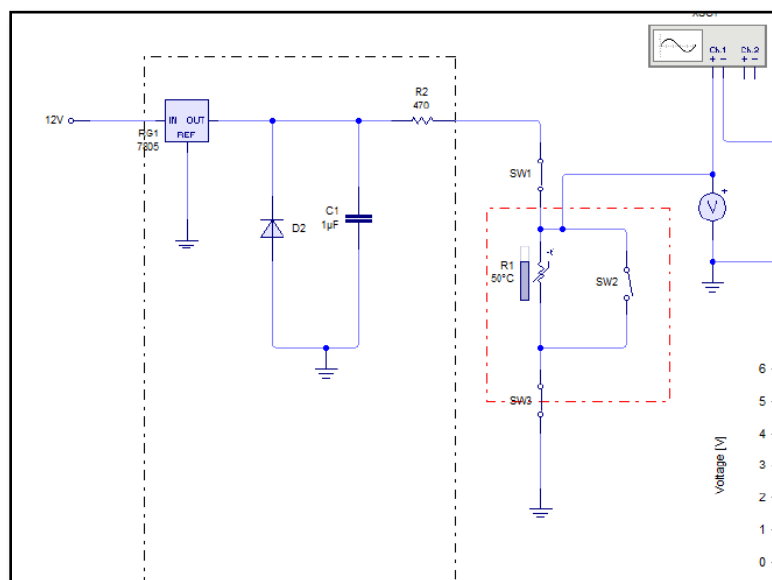 Ch.1 Ch.2
+ − + −
R2
470
12V
IN OUT
REF
RG1
7805
SW1
+
V
C1
1µF
D2
-t°
R1
50°C
SW2
SW3
6
5
4
3
2
1
0
Voltage [V]